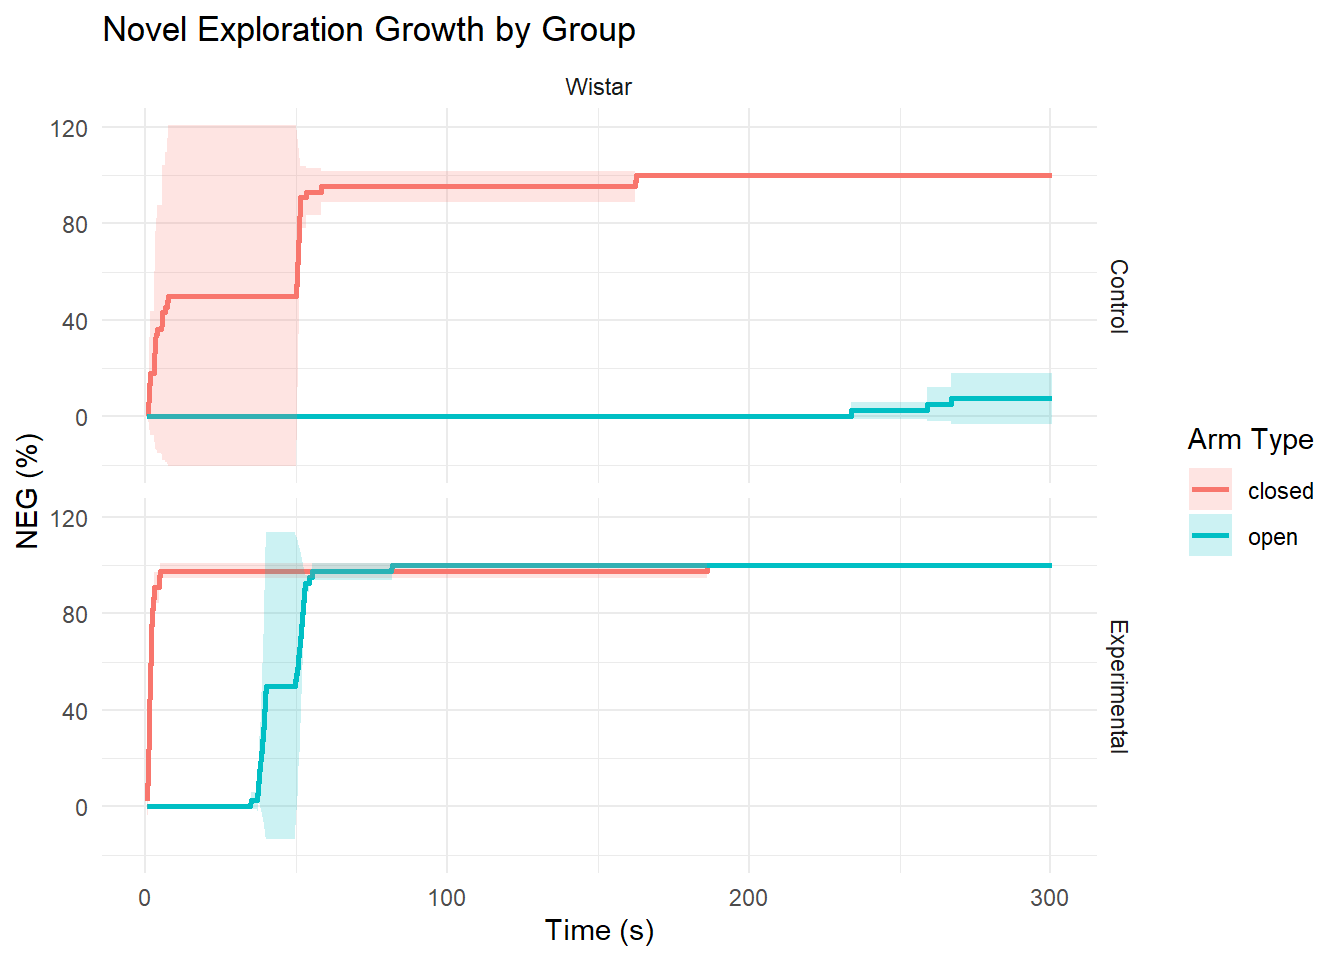 Novel Exploration Growth by Group
Wistar
120
80
40
0
Control
120
80
40
0
Experimental
NEG (%)
0
100
200
300
Time (s)
Arm Type
closed
open